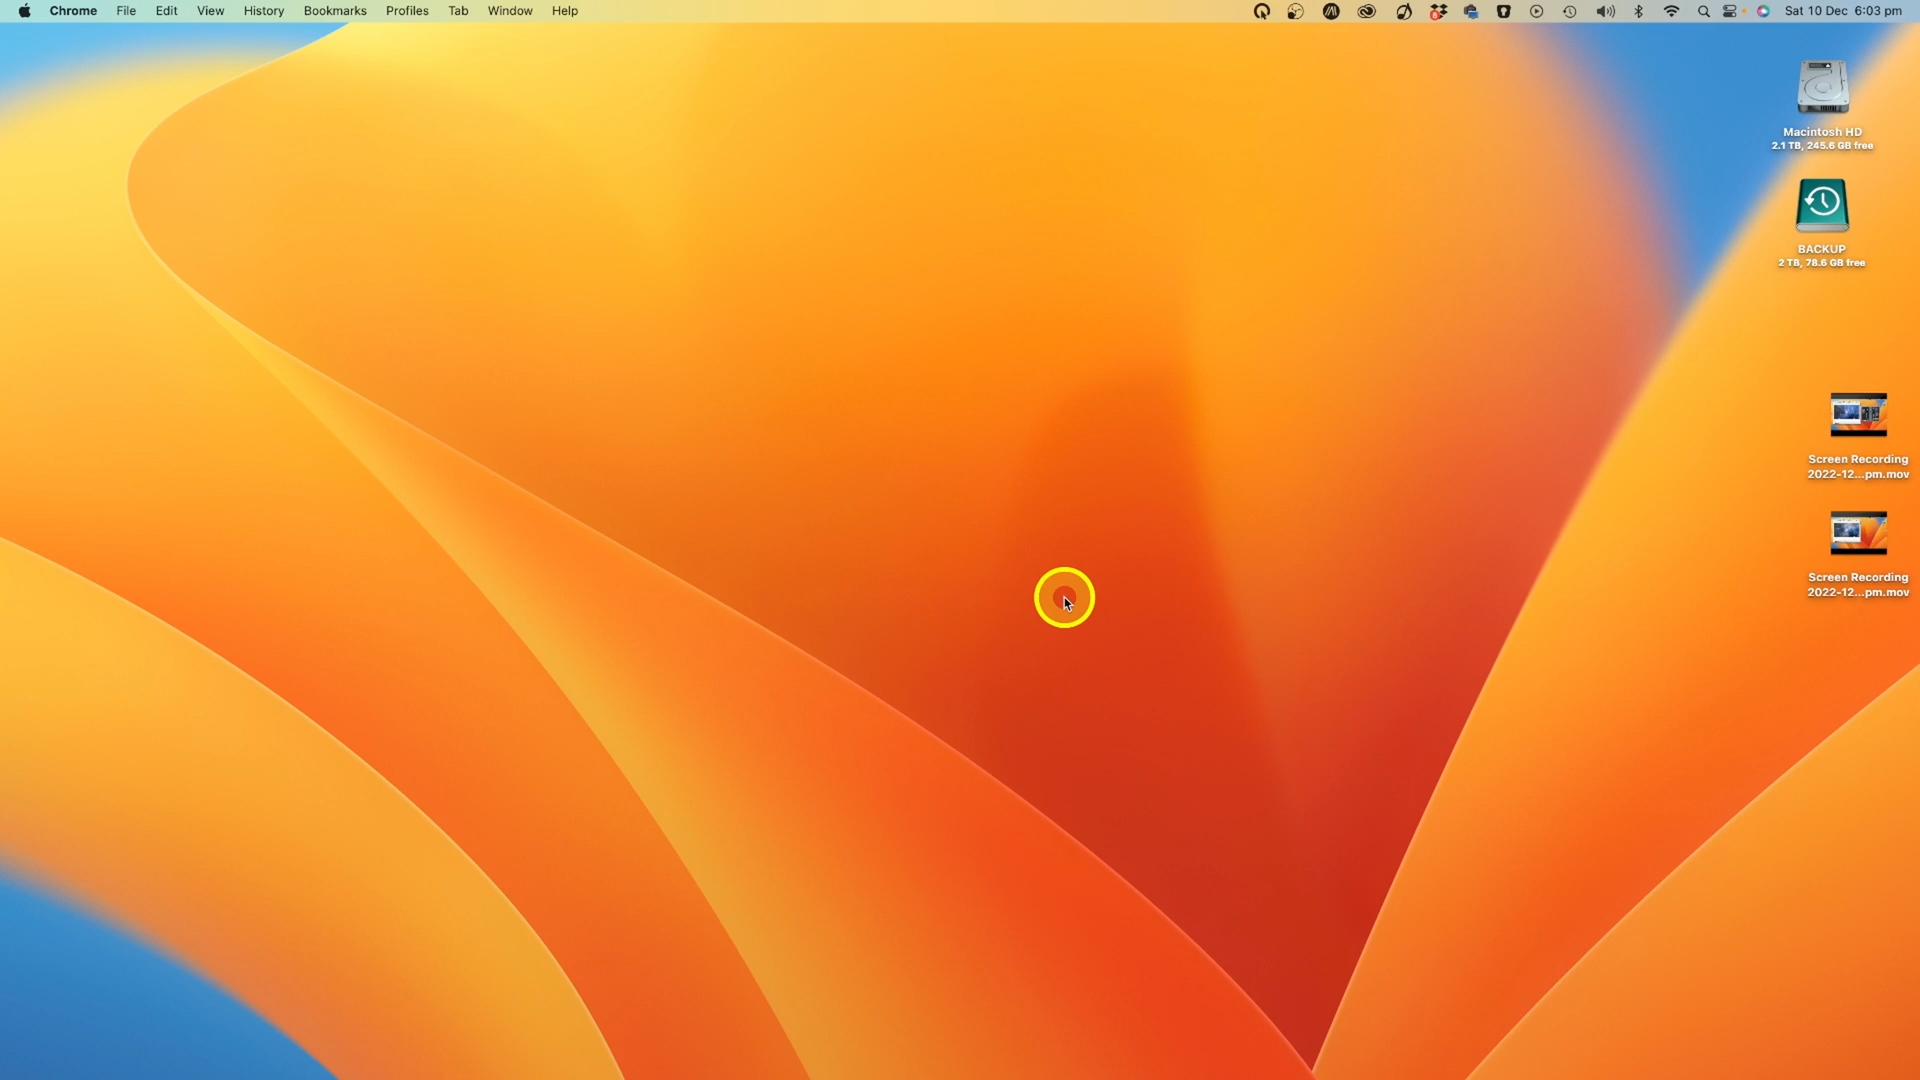 Chrome File Edit View History Bookmarks Profiles Tab Window Help Sat 10 Dec 6:03 pm
Macintosh HD
2.1 TB, 245.6 GB free
BACKUP
2 TB, 78.6 GB free
Screen Recording
2022-12...pm.mov
Screen Recording
2022-12...pm.mov